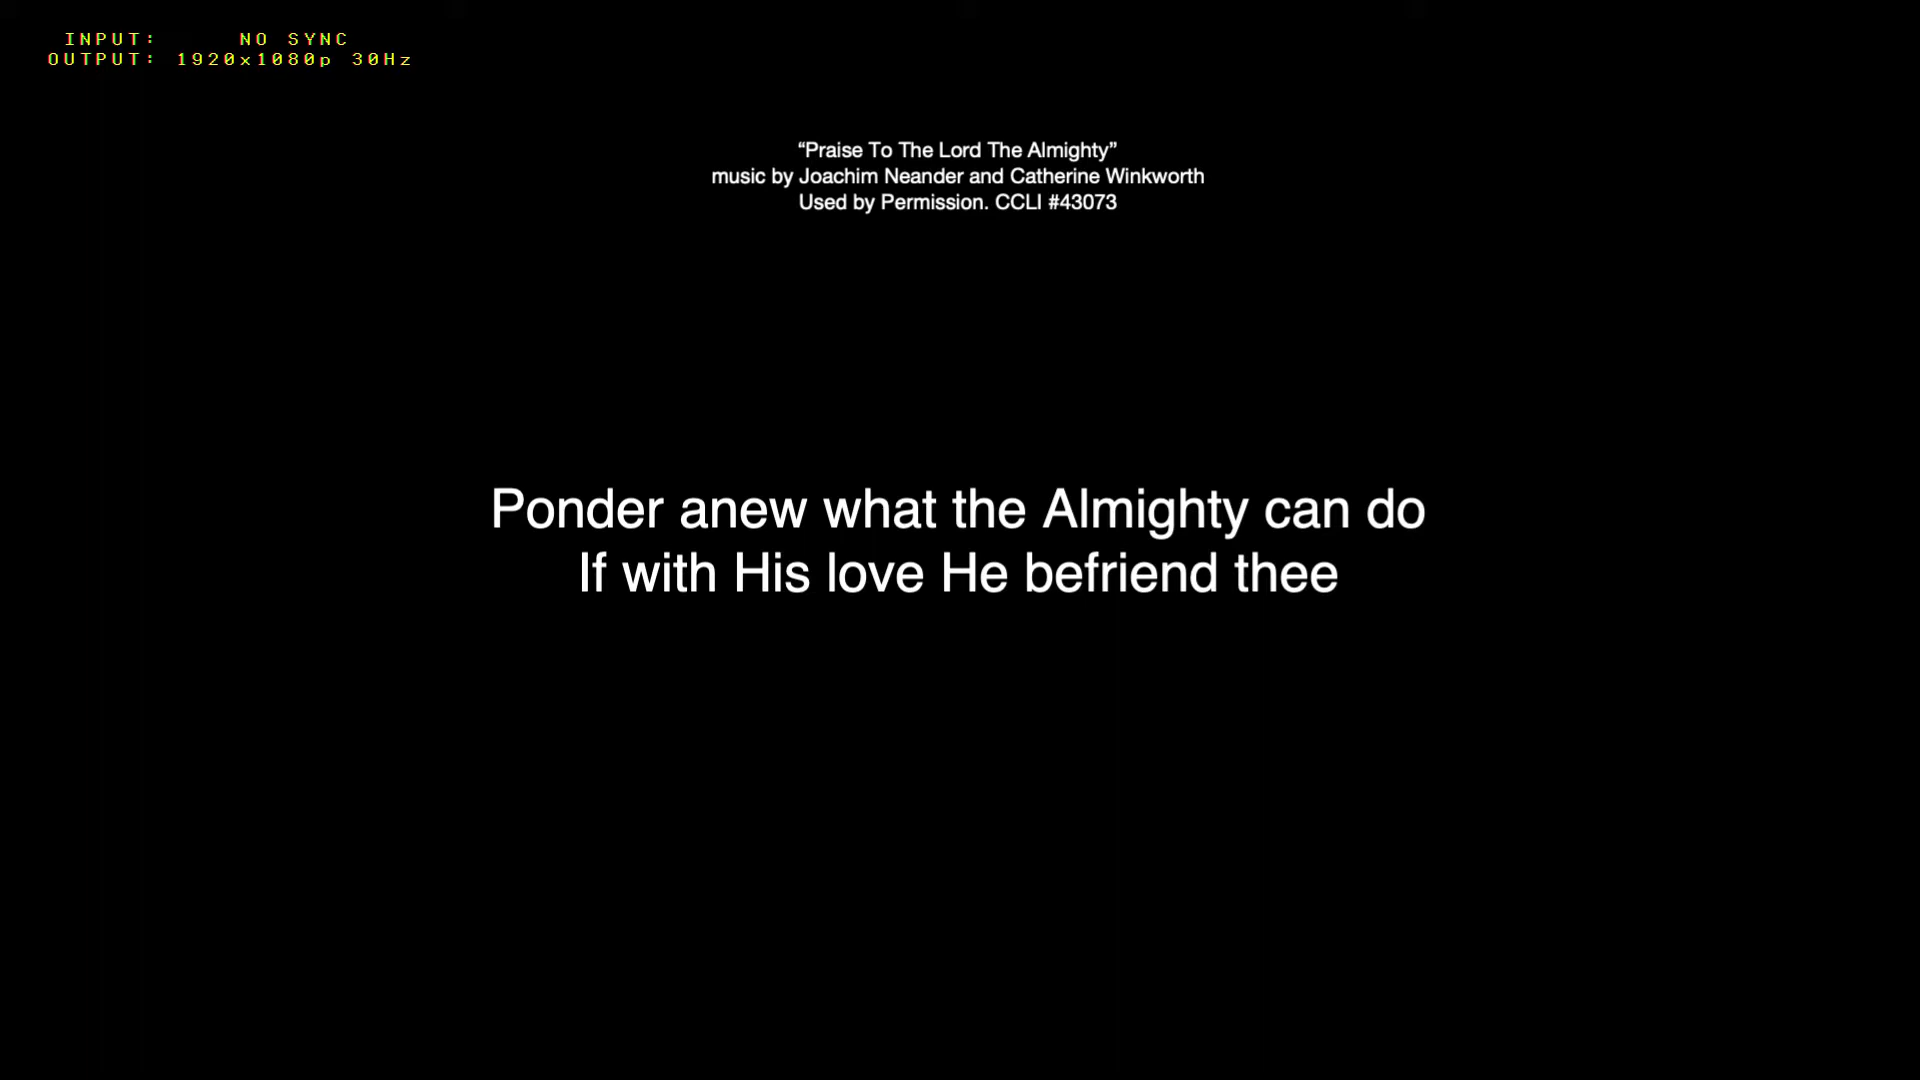 INPUT: NO SYNC
OUTPUT: 1920x1080p 30Hz
“Praise To The Lord The Almighty”
music by Joachim Neander and Catherine Winkworth
Used by Permission. CCLI #43073
Ponder anew what the Almighty can do
If with His love He befriend thee